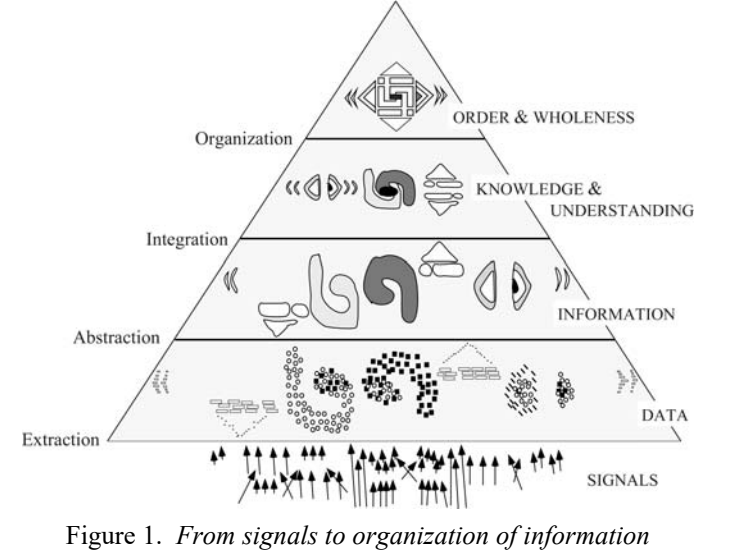 ORDER & WHOLENESS
Organization
KNOWLEDGE &
UNDERSTANDING
Integration
INFORMATION
Abstraction
DATA
Extraction
SIGNALS
Figure 1. From signals to organization of information